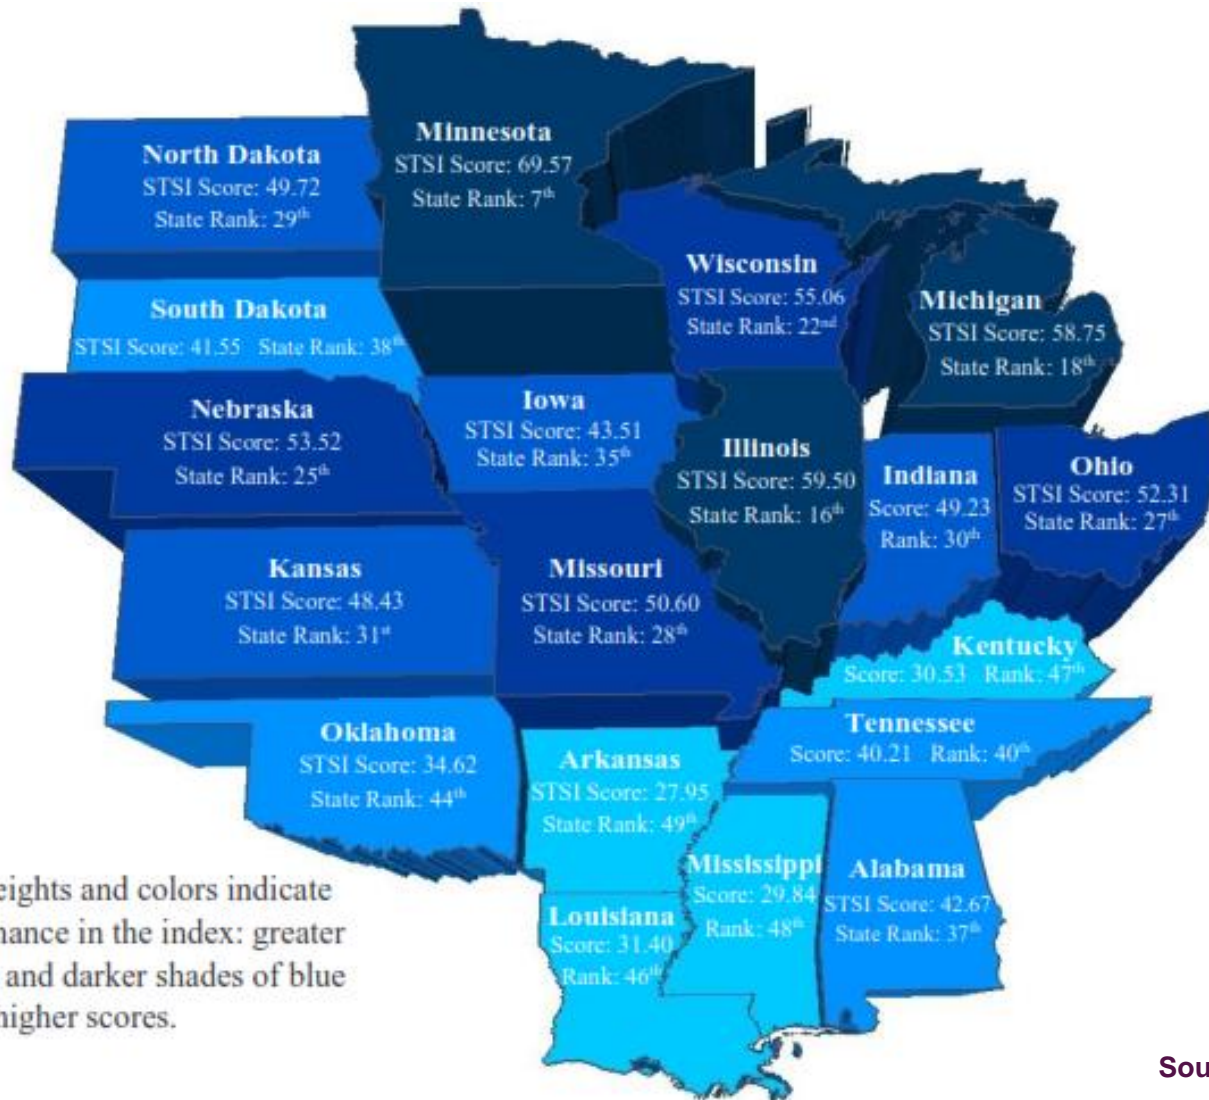 Minnesota
STSI Score: 69.57
State Rank: 7th
North Dakota
STSI Score: 49.72
State Rank: 29th
Wisconsin
STSI Score: 55.06
State Rank: 22nd
Michigan
STSI Score: 58.75
State Rank: 18th
South Dakota
STSI Score: 41.55 State Rank: 38th
Nebraska
STSI Score: 53.52
State Rank: 25th
Iowa
STSI Score: 43.51
State Rank: 35th
Illinois
STSI Score: 59.50
State Rank: 16th
Indiana
Score: 49.23
Rank: 30th
Ohio
STSI Score: 52.31
State Rank: 27th
Kansas
STSI Score: 48.43
State Rank: 31st
Missouri
STSI Score: 50.60
State Rank: 28th
Kentucky
Score: 30.53 Rank: 47th
Oklahoma
STSI Score: 34.62
State Rank: 44th
Arkansas
STSI Score: 27.95
State Rank: 49th
Tennessee
Score: 40.21 Rank: 40th
Mississippi
Score: 29.84
Rank: 48th
Alabama
STSI Score: 42.67
State Rank: 37th
Louisiana
Score: 31.40
Rank: 46th
eights and colors indicate
nance in the index: greater
and darker shades of blue
higher scores.
Sou